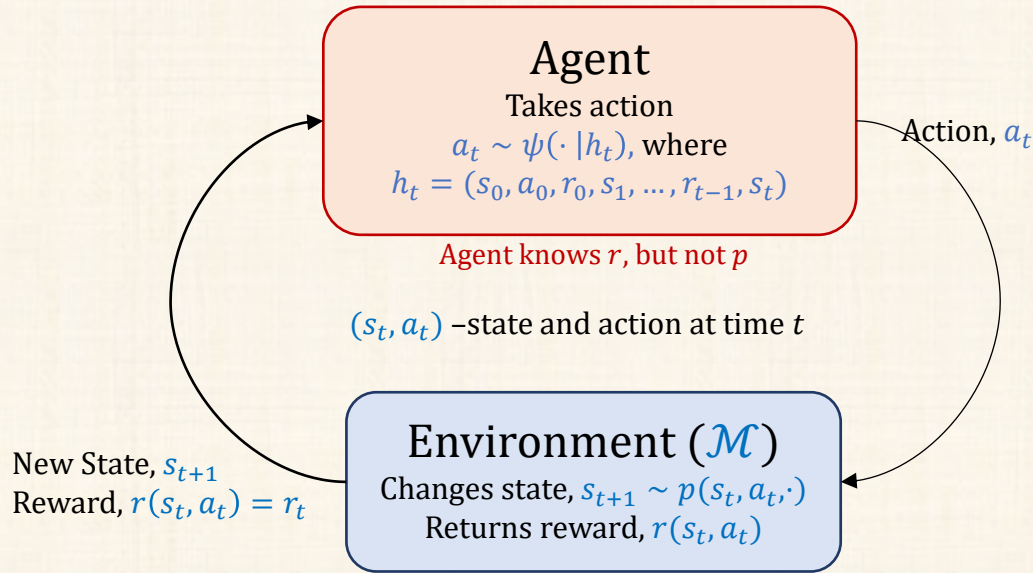 Agent
Takes action
a_t ~ ψ(· |h_t), where
h_t = (s_0, a_0, r_0, s_1, … , r_{t−1}, s_t)
Action, a_t
Agent knows r, but not p
(s_t, a_t) –state and action at time t
Environment (ℳ)
Changes state, s_{t+1} ~ p(s_t, a_t,·)
Returns reward, r(s_t, a_t)
New State, s_{t+1}
Reward, r(s_t, a_t) = r_t